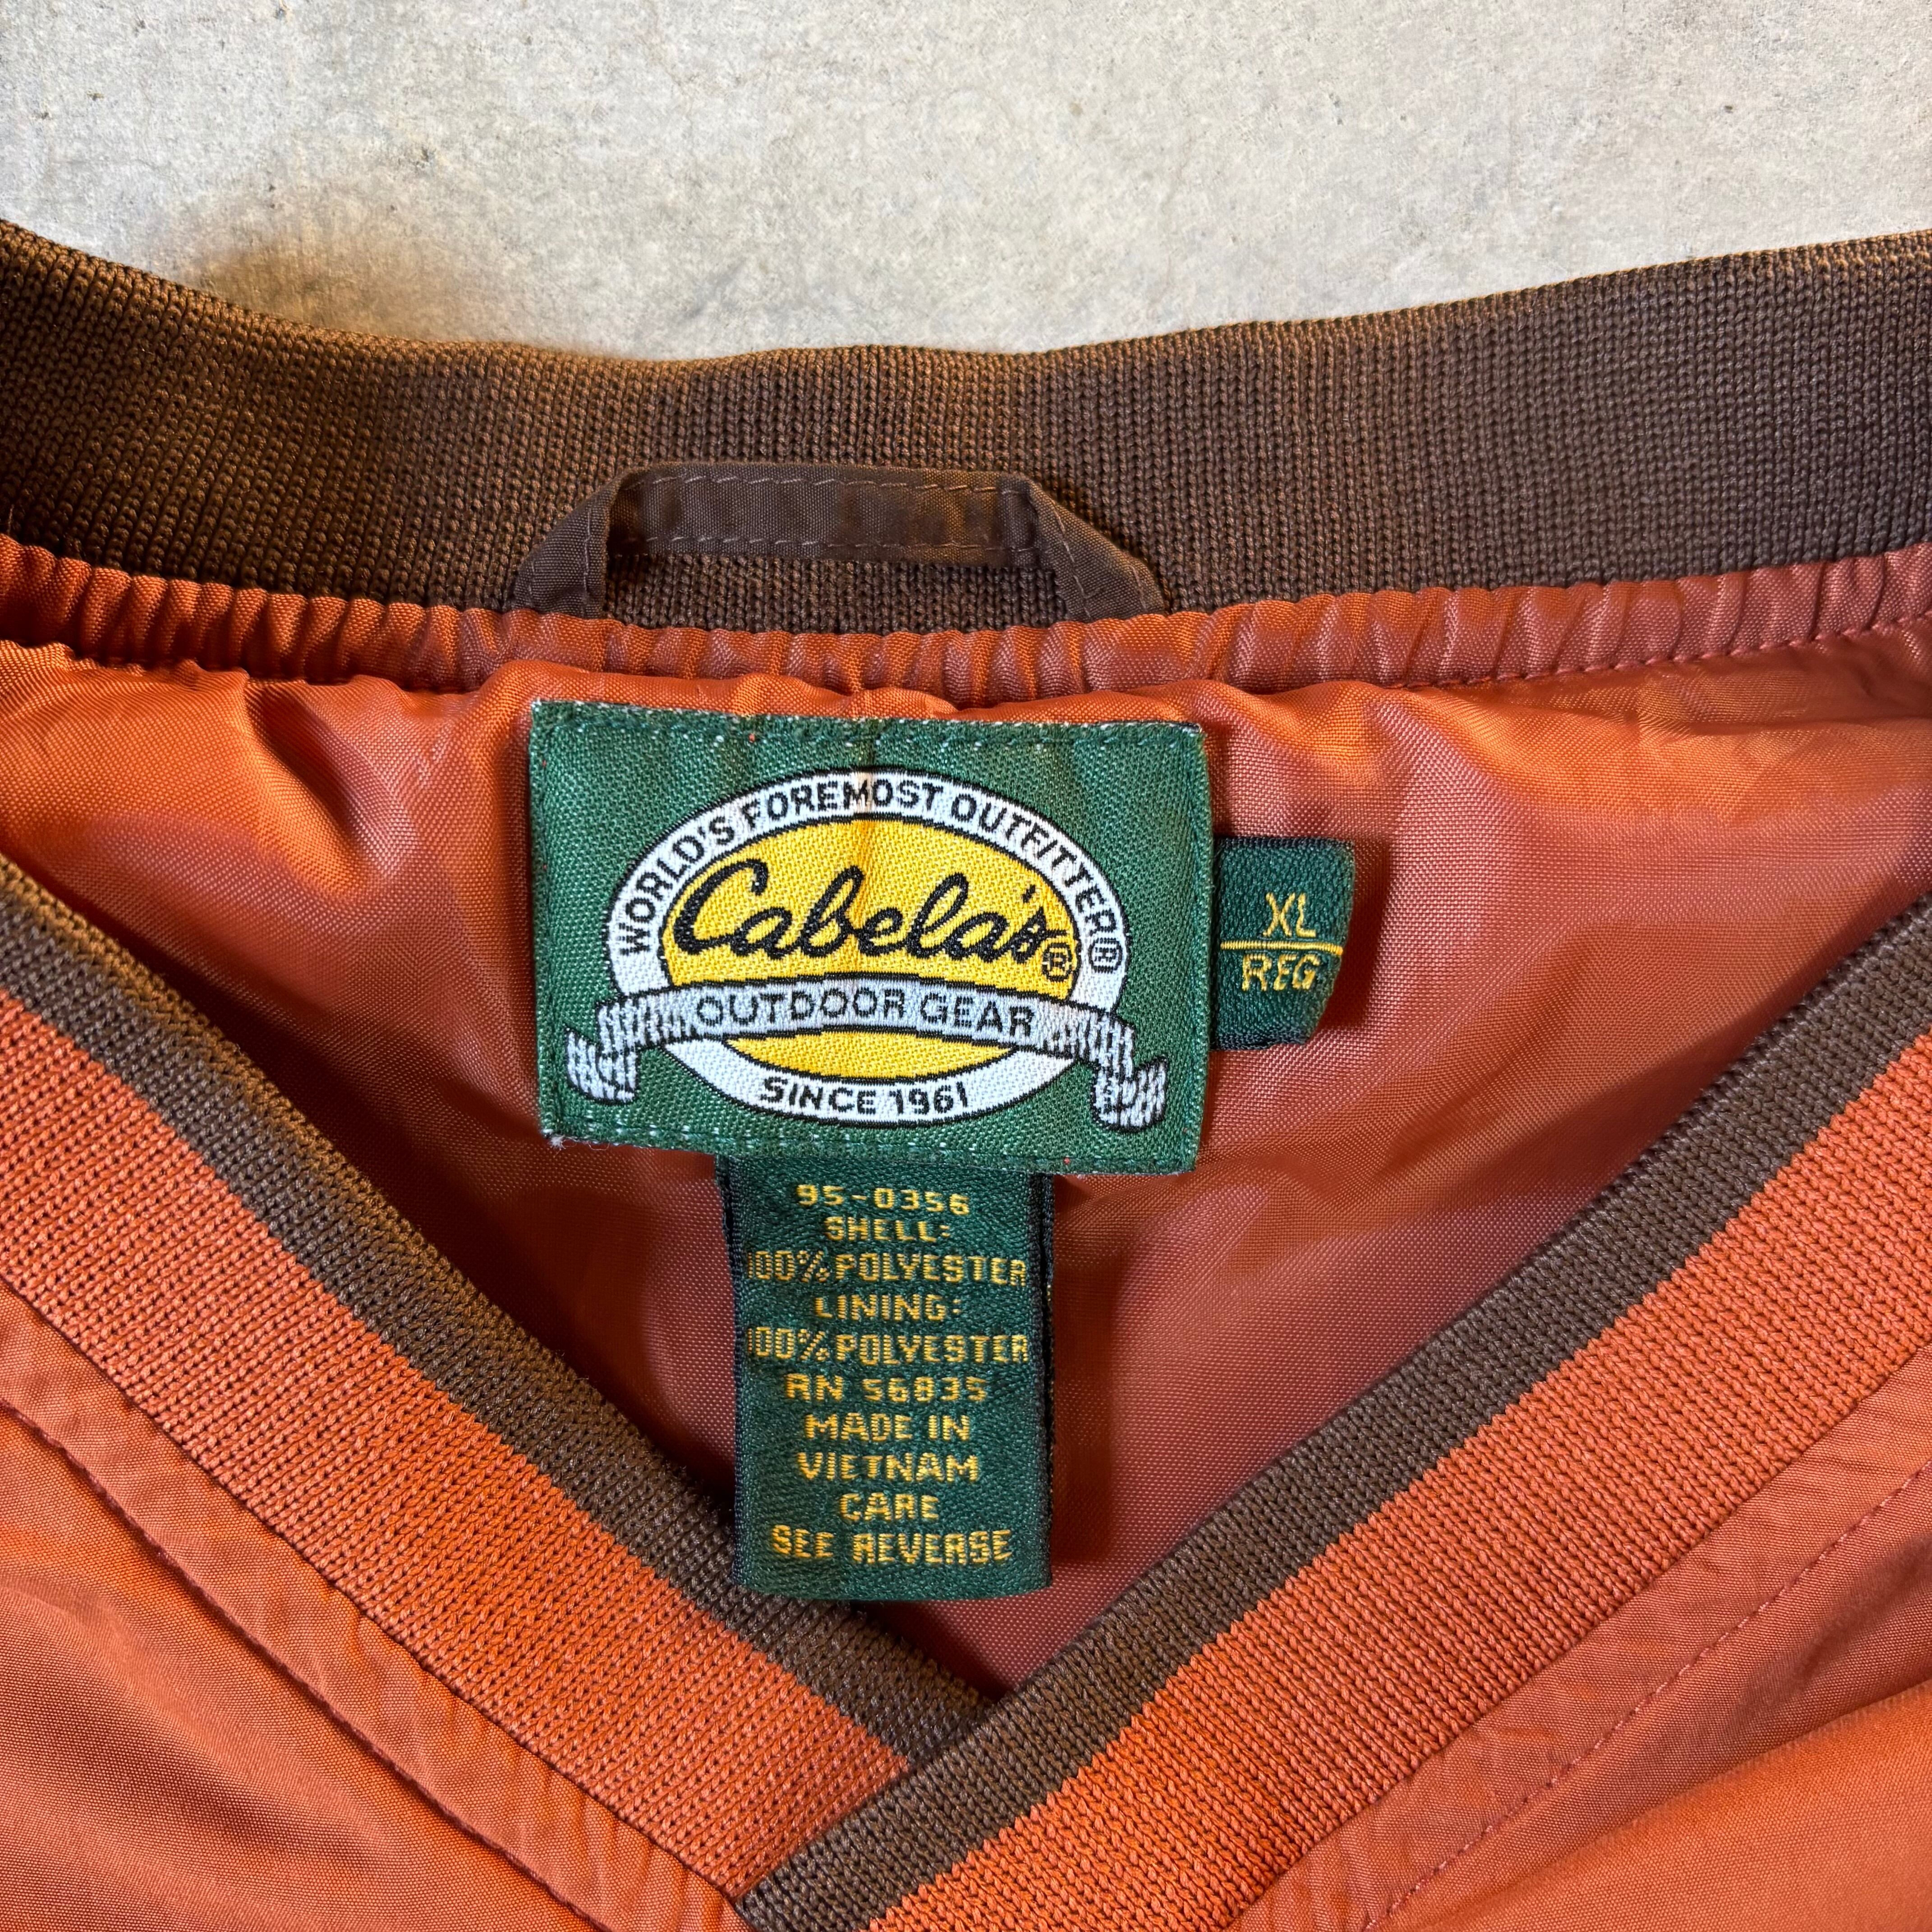 WORLD'S FOREMOST OUTFITTER®
Cabela's®
OUTDOOR GEAR
SINCE 1961
XL
REG
95-0356
SHELL:
100% POLYESTER
LINING:
100% POLYESTER
RN 56835
MADE IN
VIETNAM
CARE
SEE REVERSE